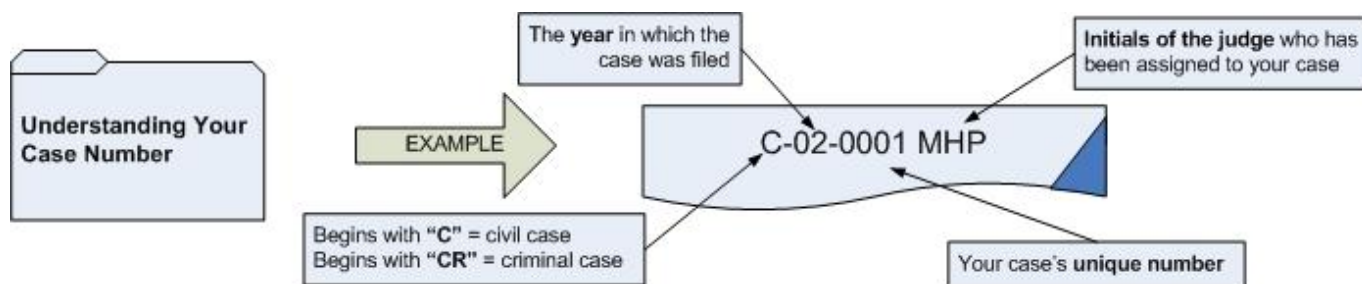 Understanding Your
Case Number
EXAMPLE
The year in which the
case was filed
Initials of the judge who has
been assigned to your case
C-02-0001 MHP
Begins with “C” = civil case
Begins with “CR” = criminal case
Your case's unique number